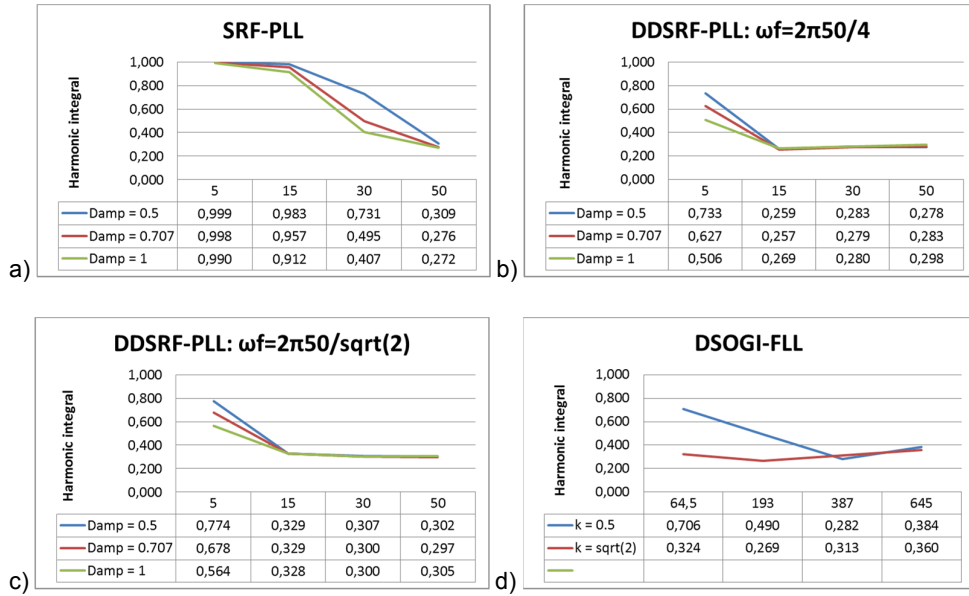 SRF-PLL
Harmonic integral
1,000
0,800
0,600
0,400
0,200
0,000
5 15 30 50
Damp = 0.5 0,999 0,983 0,731 0,309
Damp = 0.707 0,998 0,957 0,495 0,276
Damp = 1 0,990 0,912 0,407 0,272
a)
DDSRF-PLL: ωf=2π50/4
Harmonic integral
1,000
0,800
0,600
0,400
0,200
0,000
5 15 30 50
Damp = 0.5 0,733 0,259 0,283 0,278
Damp = 0.707 0,627 0,257 0,279 0,283
Damp = 1 0,506 0,269 0,280 0,298
b)
DDSRF-PLL: ωf=2π50/sqrt(2)
Harmonic integral
1,000
0,800
0,600
0,400
0,200
0,000
5 15 30 50
Damp = 0.5 0,774 0,329 0,307 0,302
Damp = 0.707 0,678 0,329 0,300 0,297
Damp = 1 0,564 0,328 0,300 0,305
c)
DSOGI-FLL
Harmonic integral
1,000
0,800
0,600
0,400
0,200
0,000
64,5 193 387 645
k = 0.5 0,706 0,490 0,282 0,384
k = sqrt(2) 0,324 0,269 0,313 0,360
d)